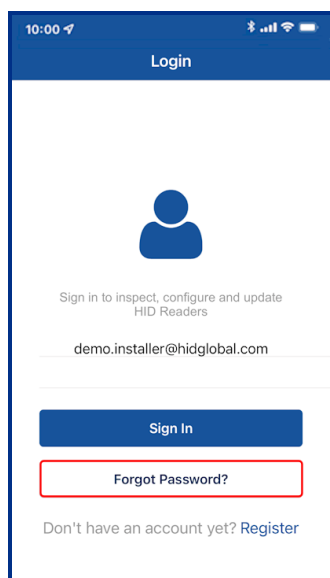 10:00
Login
Sign in to inspect, configure and update
HID Readers
demo.installer@hidglobal.com
Sign In
Forgot Password?
Don't have an account yet? Register